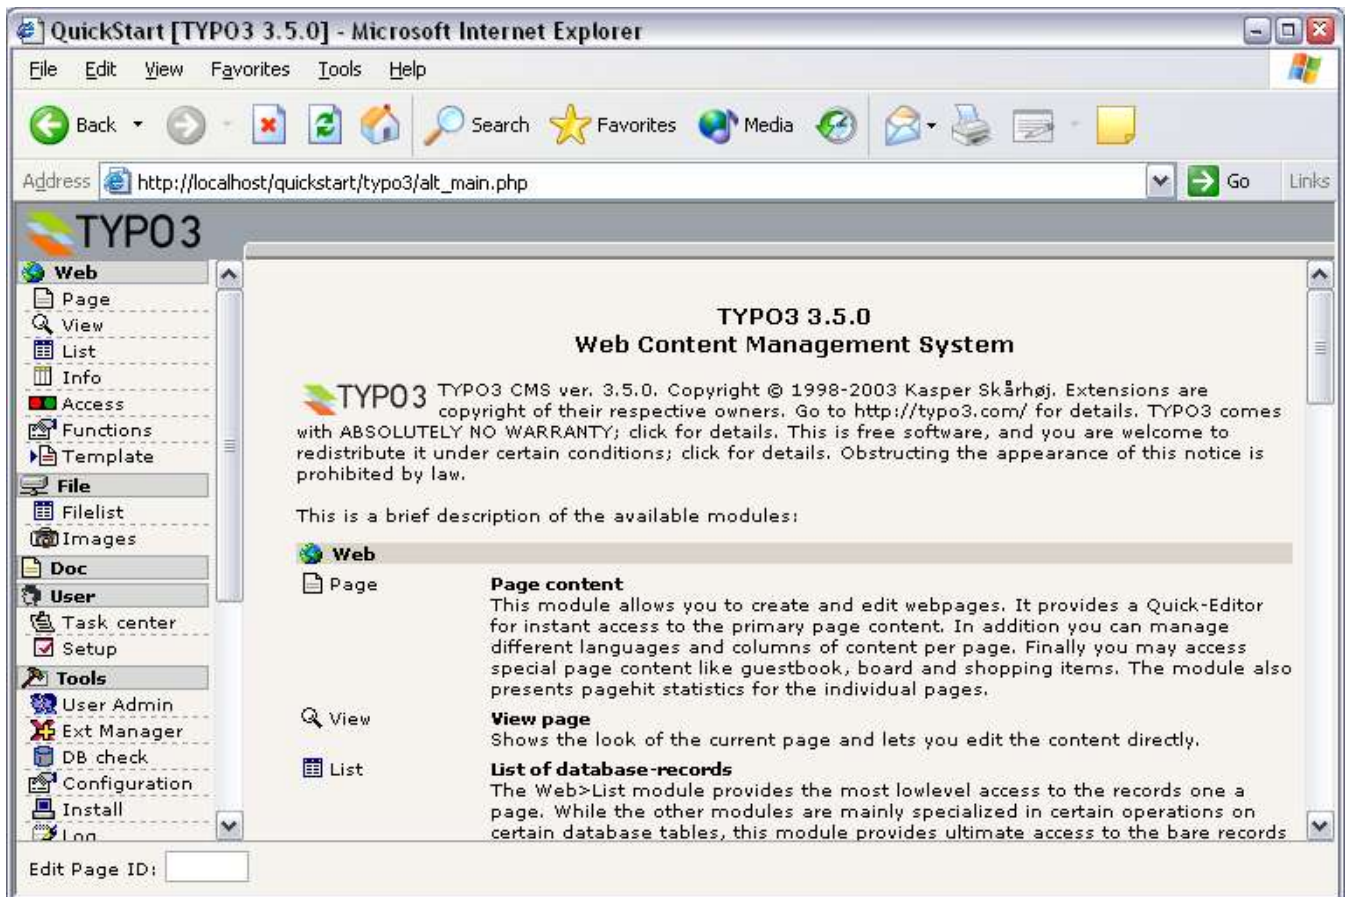 QuickStart [TYPO3 3.5.0] - Microsoft Internet Explorer
File Edit View Favorites Tools Help
Back Search Favorites Media
Address http://localhost/quickstart/typo3/alt_main.php Go Links
TYPO3
Web
Page
View
List
Info
Access
Functions
Template
File
Filelist
Images
Doc
User
Task center
Setup
Tools
User Admin
Ext Manager
DB check
Configuration
Install
Log
TYPO3 3.5.0
Web Content Management System
TYPO3 TYPO3 CMS ver. 3.5.0. Copyright © 1998-2003 Kasper Skårhøj. Extensions are
copyright of their respective owners. Go to http://typo3.com/ for details. TYPO3 comes
with ABSOLUTELY NO WARRANTY; click for details. This is free software, and you are welcome to
redistribute it under certain conditions; click for details. Obstructing the appearance of this notice is
prohibited by law.
This is a brief description of the available modules:
Web
Page Page content
This module allows you to create and edit webpages. It provides a Quick-Editor
for instant access to the primary page content. In addition you can manage
different languages and columns of content per page. Finally you may access
special page content like guestbook, board and shopping items. The module also
presents pagehit statistics for the individual pages.
View View page
Shows the look of the current page and lets you edit the content directly.
List List of database-records
The Web>List module provides the most lowlevel access to the records one a
page. While the other modules are mainly specialized in certain operations on
certain database tables, this module provides ultimate access to the bare records
Edit Page ID: